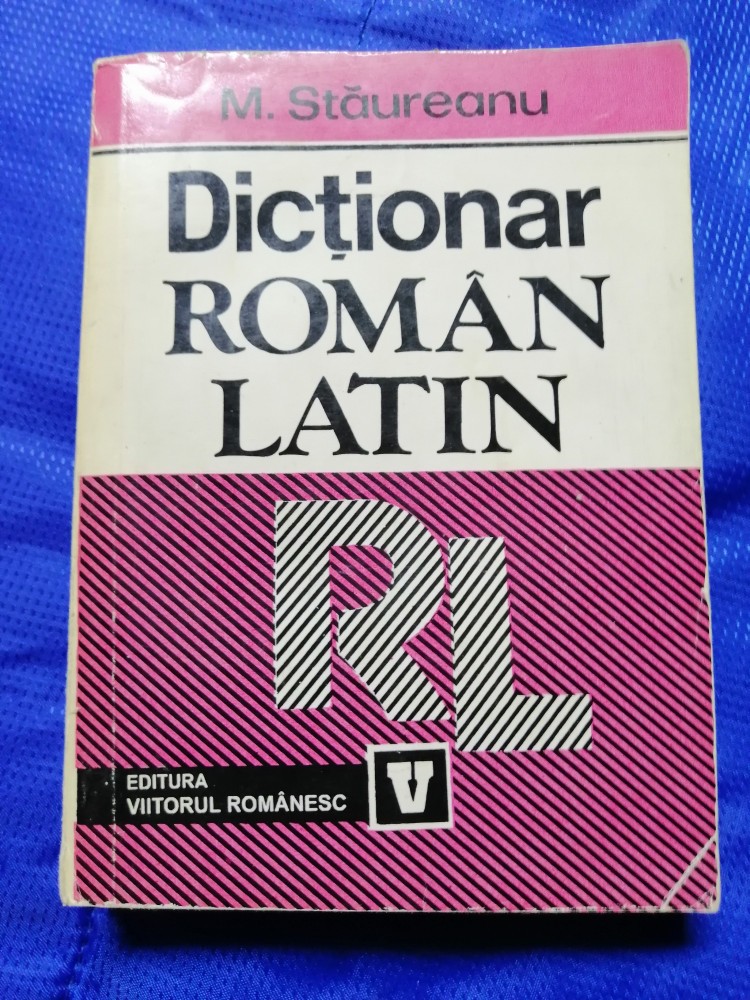 M. Stăureanu
Dicționar
ROMÂN
LATIN
RL
EDITURA
VIITORUL ROMÂNESC
V